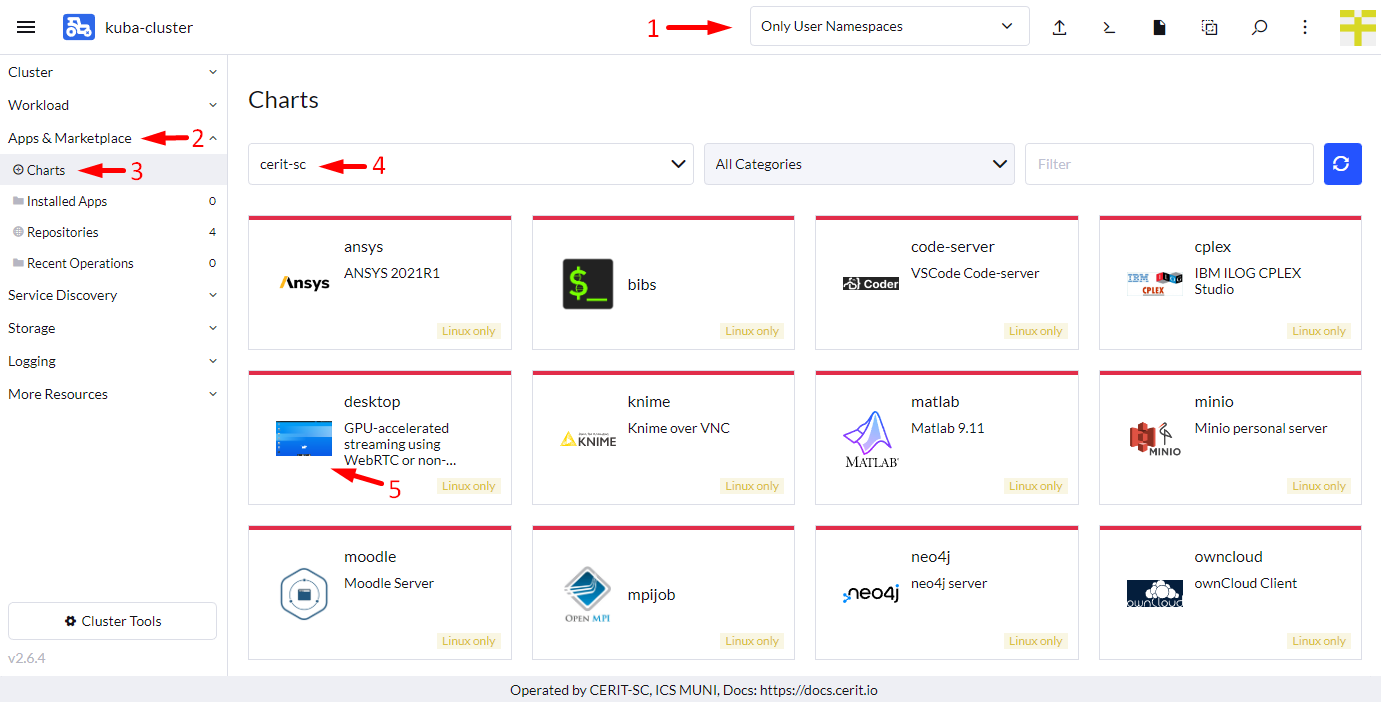 kuba-cluster
1
Only User Namespaces
Cluster
Workload
Apps & Marketplace
2
Charts
3
Installed Apps 0
Repositories 4
Recent Operations 0
Service Discovery
Storage
Logging
More Resources
Cluster Tools
v2.6.4
Charts
cerit-sc
4
All Categories
Filter
Ansys
ansys
ANSYS 2021R1
Linux only
$_
bibs
Linux only
Coder
code-server
VSCode Code-server
Linux only
IBM ILOG
CPLEX
cplex
IBM ILOG CPLEX
Studio
Linux only
desktop
GPU-accelerated
streaming using
WebRTC or non-...
5
Linux only
KNIME
knime
Knime over VNC
Linux only
MATLAB
matlab
Matlab 9.11
Linux only
MINIO
minio
Minio personal server
Linux only
moodle
Moodle Server
Linux only
OPEN MPI
mpijob
Linux only
neo4j
neo4j
neo4j server
Linux only
ownCloud
owncloud
ownCloud Client
Linux only
Operated by CERIT-SC, ICS MUNI, Docs: https://docs.cerit.io